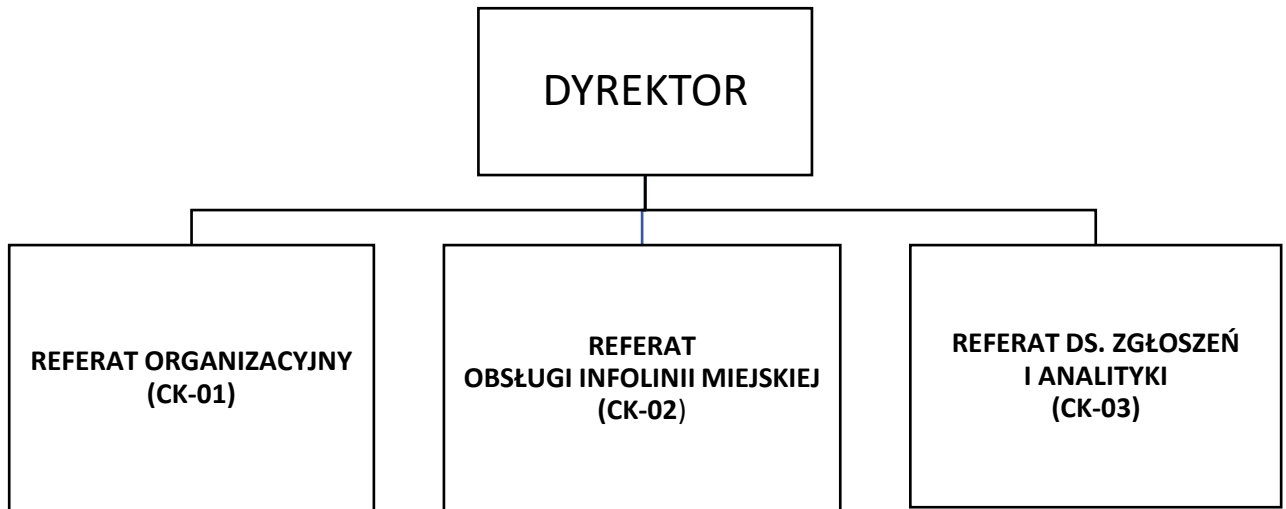 DYREKTOR
REFERAT ORGANIZACYJNY
(CK-01)
REFERAT
OBSŁUGI INFOLINII MIEJSKIEJ
(CK-02)
REFERAT DS. ZGŁOSZEŃ
I ANALITYKI
(CK-03)